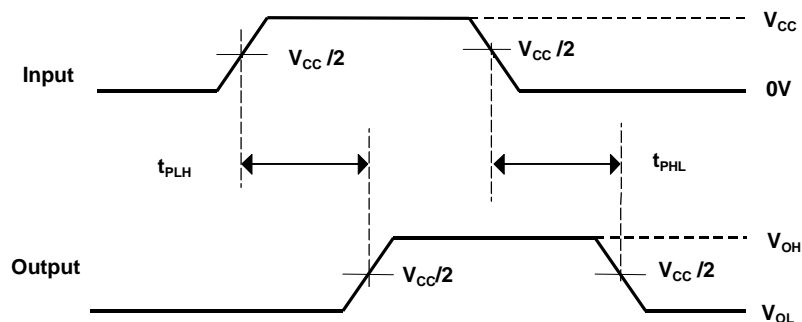 V_CC
V_CC /2
V_CC /2
Input
0V
t_PLH
t_PHL
V_OH
Output
V_CC/2
V_CC /2
V_OL